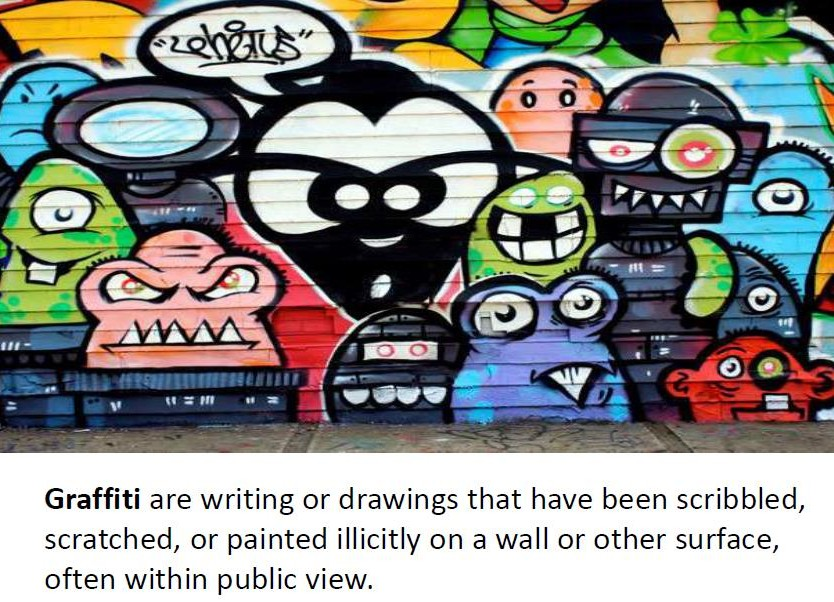 Graffiti are writing or drawings that have been scribbled,
scratched, or painted illicitly on a wall or other surface,
often within public view.